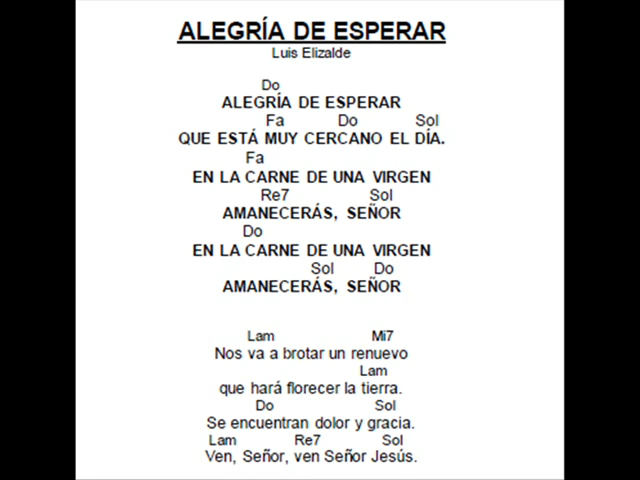 ALEGRÍA DE ESPERAR
Luis Elizalde
Do
ALEGRÍA DE ESPERAR
Fa Do Sol
QUE ESTÁ MUY CERCANO EL DÍA.
Fa
EN LA CARNE DE UNA VIRGEN
Re7 Sol
AMANECERÁS, SEÑOR
Do
EN LA CARNE DE UNA VIRGEN
Sol Do
AMANECERÁS, SEÑOR
Lam Mi7
Nos va a brotar un renuevo
Lam
que hará florecer la tierra.
Do Sol
Se encuentran dolor y gracia.
Lam Re7 Sol
Ven, Señor, ven Señor Jesús.